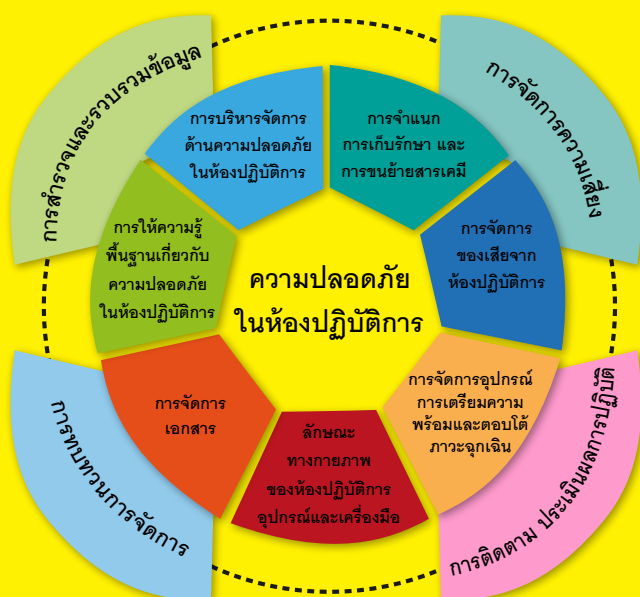 การสำรวจและรวบรวมข้อมูล
การจัดการความเสี่ยง
การบริหารจัดการ
ด้านความปลอดภัย
ในห้องปฏิบัติการ
การจำแนก
การเก็บรักษา และ
การขนย้ายสารเคมี
การให้ความรู้
พื้นฐานเกี่ยวกับ
ความปลอดภัย
ในห้องปฏิบัติการ
การจัดการ
ของเสียจาก
ห้องปฏิบัติการ
ความปลอดภัย
ในห้องปฏิบัติการ
การจัดการ
เอกสาร
ลักษณะ
ทางกายภาพ
ของห้องปฏิบัติการ
อุปกรณ์และเครื่องมือ
การจัดการอุปกรณ์
การเตรียมความ
พร้อมและตอบโต้
ภาวะฉุกเฉิน
การทบทวนการจัดการ
การติดตาม ประเมินผลการปฏิบัติ